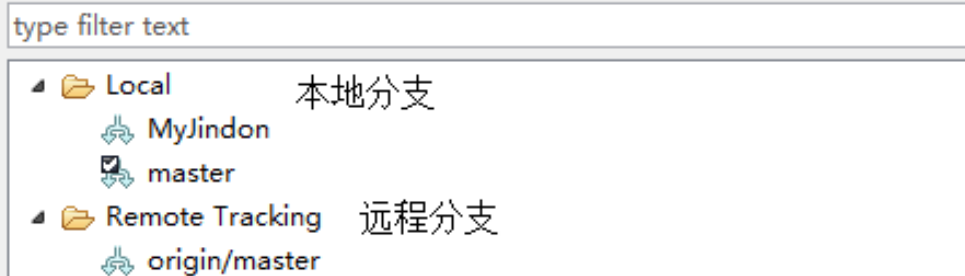 type filter text
Local 本地分支
MyJindon
master
Remote Tracking 远程分支
origin/master